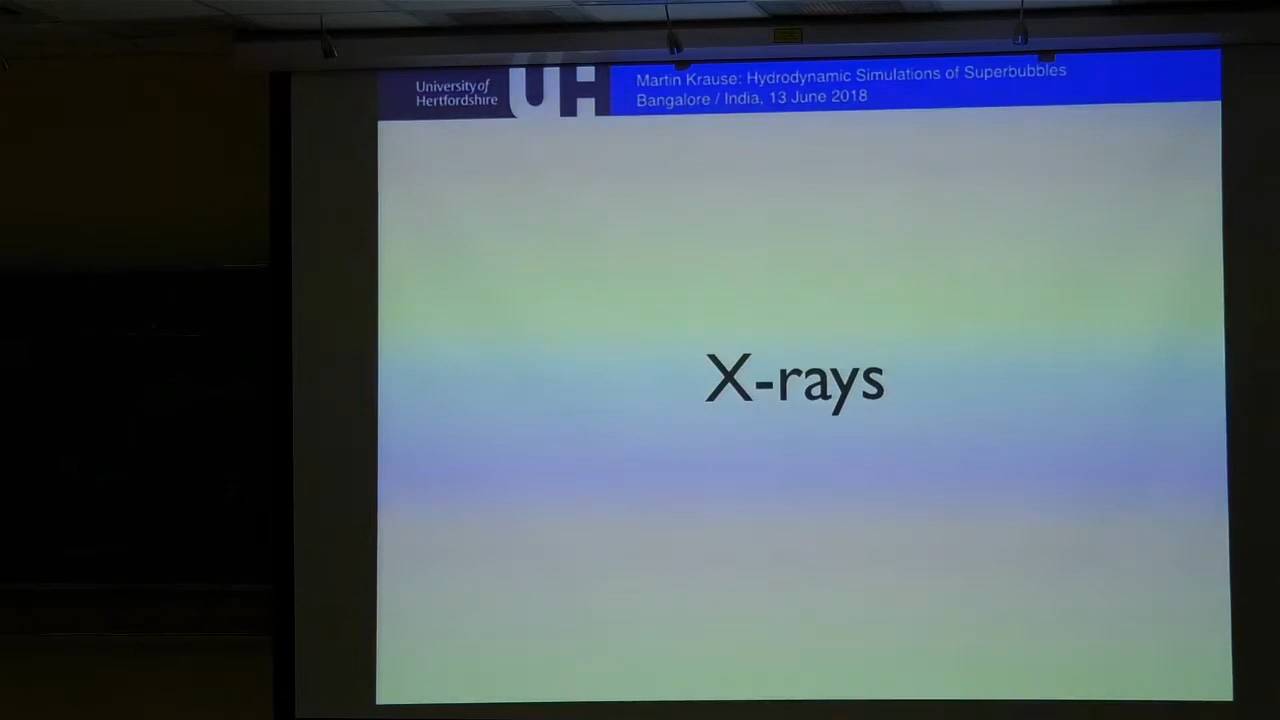 University of
Hertfordshire
UH
Martin Krause: Hydrodynamic Simulations of Superbubbles
Bangalore / India, 13 June 2018
X-rays